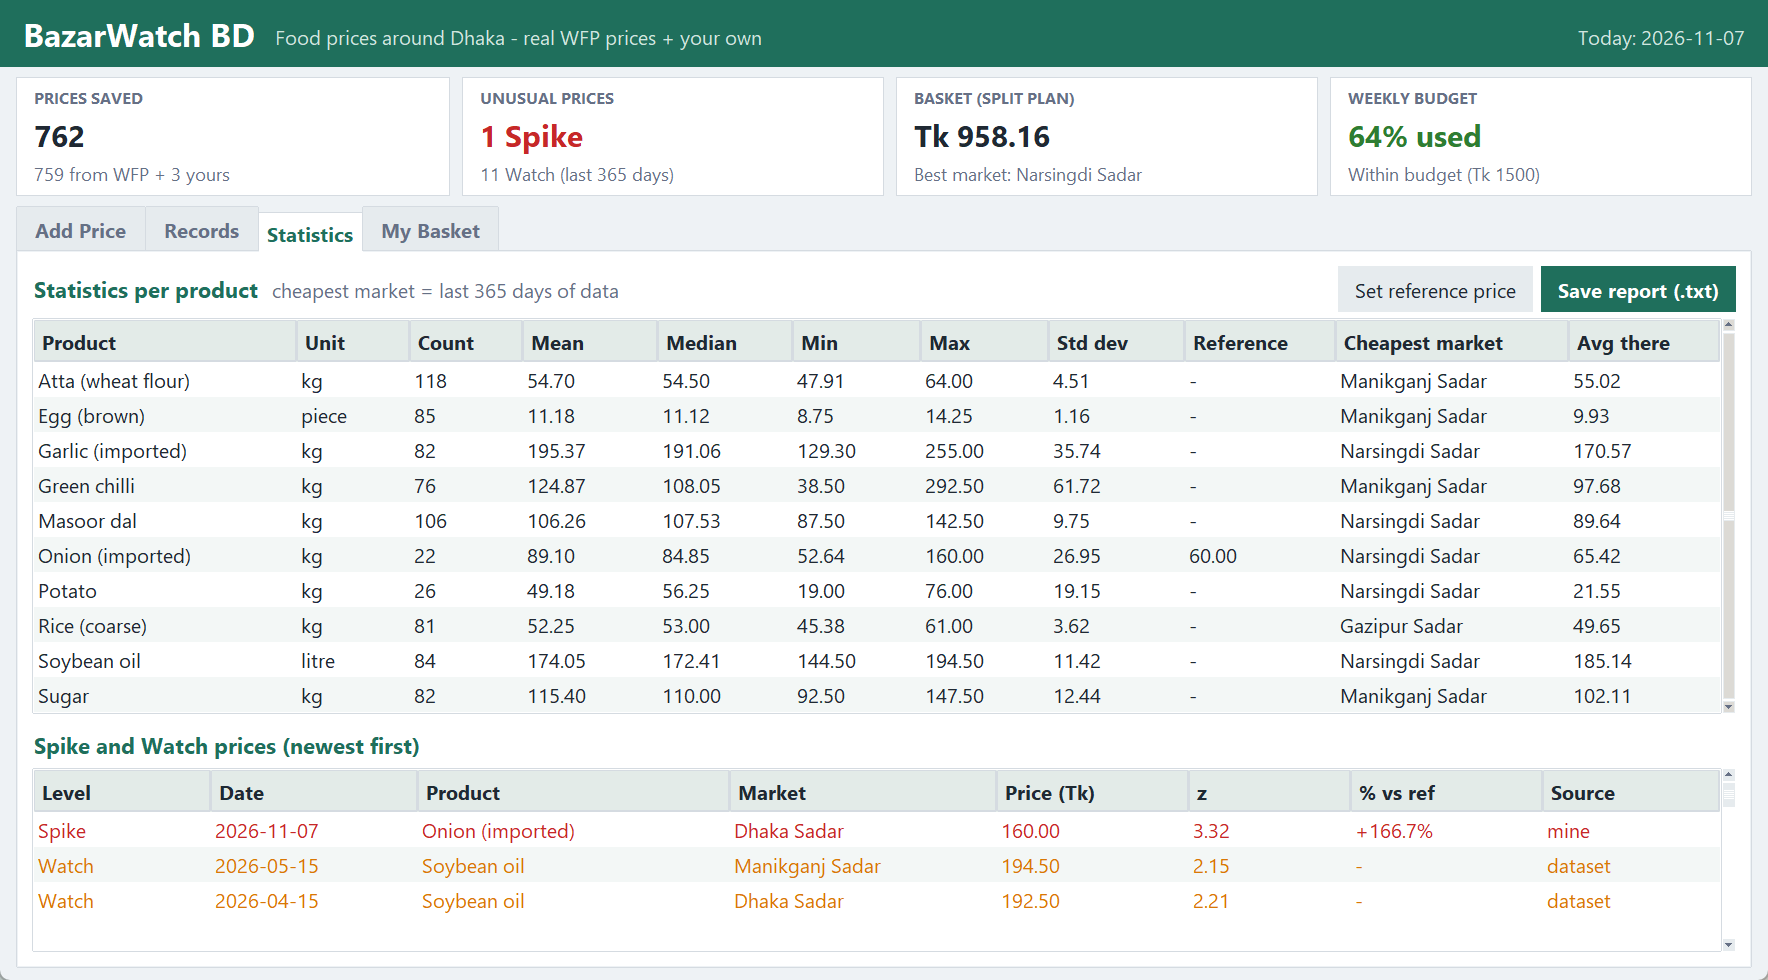 BazarWatch BD Food prices around Dhaka - real WFP prices + your own Today: 2026-11-07
PRICES SAVED
762
759 from WFP + 3 yours
UNUSUAL PRICES
1 Spike
11 Watch (last 365 days)
BASKET (SPLIT PLAN)
Tk 958.16
Best market: Narsingdi Sadar
WEEKLY BUDGET
64% used
Within budget (Tk 1500)
Add Price Records Statistics My Basket
Statistics per product cheapest market = last 365 days of data Set reference price Save report (.txt)
Product Unit Count Mean Median Min Max Std dev Reference Cheapest market Avg there
Atta (wheat flour) kg 118 54.70 54.50 47.91 64.00 4.51 - Manikganj Sadar 55.02
Egg (brown) piece 85 11.18 11.12 8.75 14.25 1.16 - Manikganj Sadar 9.93
Garlic (imported) kg 82 195.37 191.06 129.30 255.00 35.74 - Narsingdi Sadar 170.57
Green chilli kg 76 124.87 108.05 38.50 292.50 61.72 - Manikganj Sadar 97.68
Masoor dal kg 106 106.26 107.53 87.50 142.50 9.75 - Narsingdi Sadar 89.64
Onion (imported) kg 22 89.10 84.85 52.64 160.00 26.95 60.00 Narsingdi Sadar 65.42
Potato kg 26 49.18 56.25 19.00 76.00 19.15 - Narsingdi Sadar 21.55
Rice (coarse) kg 81 52.25 53.00 45.38 61.00 3.62 - Gazipur Sadar 49.65
Soybean oil litre 84 174.05 172.41 144.50 194.50 11.42 - Narsingdi Sadar 185.14
Sugar kg 82 115.40 110.00 92.50 147.50 12.44 - Manikganj Sadar 102.11
Spike and Watch prices (newest first)
Level Date Product Market Price (Tk) z % vs ref Source
Spike 2026-11-07 Onion (imported) Dhaka Sadar 160.00 3.32 +166.7% mine
Watch 2026-05-15 Soybean oil Manikganj Sadar 194.50 2.15 - dataset
Watch 2026-04-15 Soybean oil Dhaka Sadar 192.50 2.21 - dataset